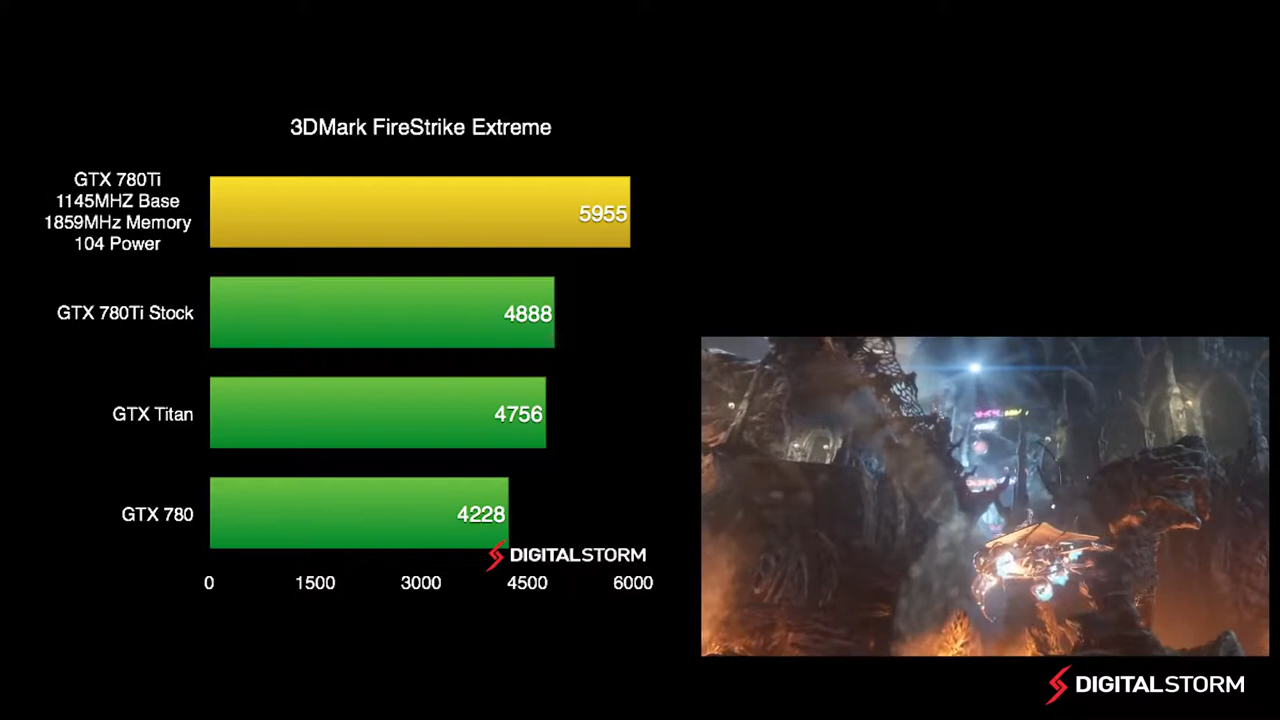 3DMark FireStrike Extreme
GTX 780Ti
1145MHZ Base
1859MHz Memory
104 Power
5955
GTX 780Ti Stock
4888
GTX Titan
4756
GTX 780
4228
DIGITALSTORM
0 1500 3000 4500 6000
DIGITALSTORM